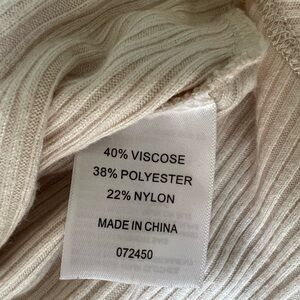 40% VISCOSE
38% POLYESTER
22% NYLON
MADE IN CHINA
072450